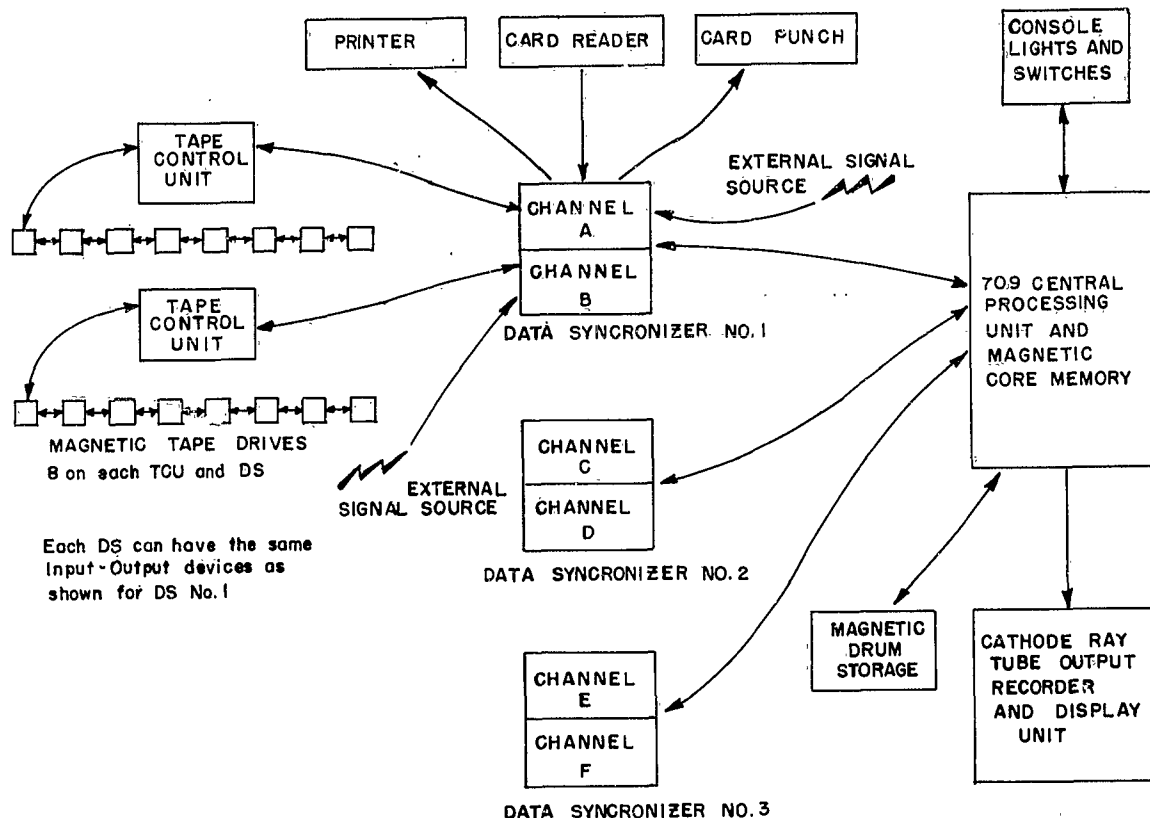 PRINTER
CARD READER
CARD PUNCH
CONSOLE
LIGHTS AND
SWITCHES
TAPE
CONTROL
UNIT
EXTERNAL SIGNAL
SOURCE
CHANNEL
A
CHANNEL
B
DATA SYNCRONIZER NO.1
TAPE
CONTROL
UNIT
709 CENTRAL
PROCESSING
UNIT AND
MAGNETIC
CORE MEMORY
MAGNETIC TAPE DRIVES
8 on each TCU and DS
EXTERNAL
SIGNAL SOURCE
CHANNEL
C
CHANNEL
D
DATA SYNCRONIZER NO.2
Each DS can have the same
Input-Output devices as
shown for DS No.1
MAGNETIC
DRUM
STORAGE
CATHODE RAY
TUBE OUTPUT
RECORDER
AND DISPLAY
UNIT
CHANNEL
E
CHANNEL
F
DATA SYNCRONIZER NO.3